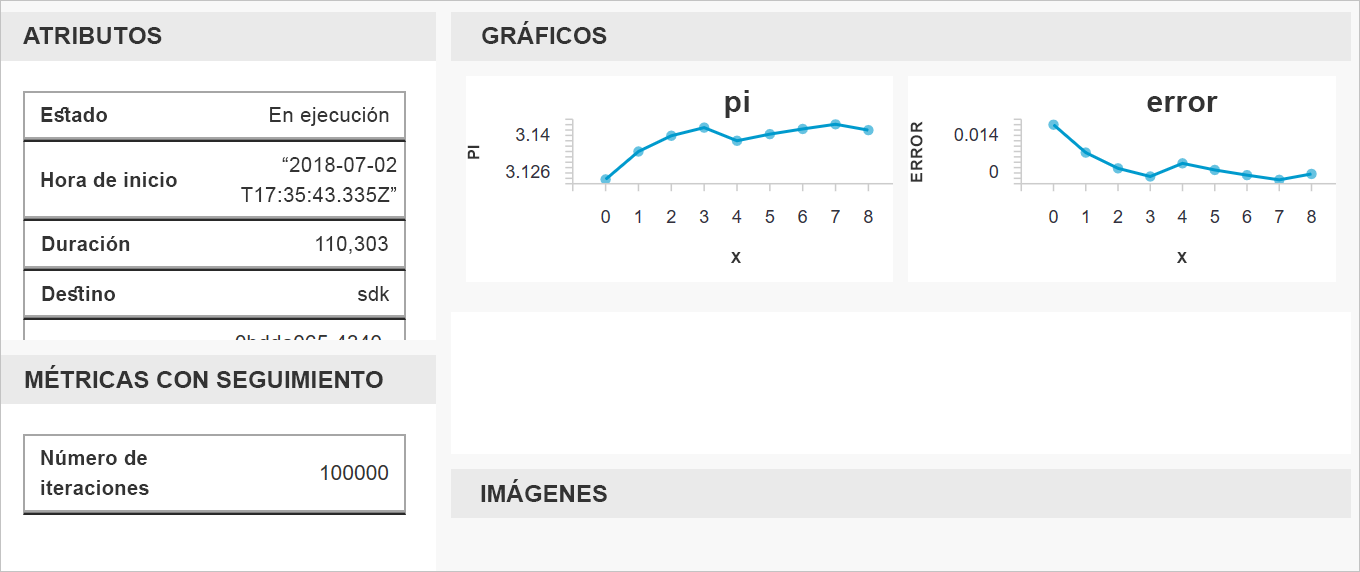 ATRIBUTOS
Estado En ejecución
Hora de inicio “2018-07-02
T17:35:43.335Z”
Duración 110,303
Destino sdk
MÉTRICAS CON SEGUIMIENTO
Número de
iteraciones 100000
GRÁFICOS
pi
PI
3.14
3.126
0 1 2 3 4 5 6 7 8
x
error
ERROR
0.014
0
0 1 2 3 4 5 6 7 8
x
IMÁGENES